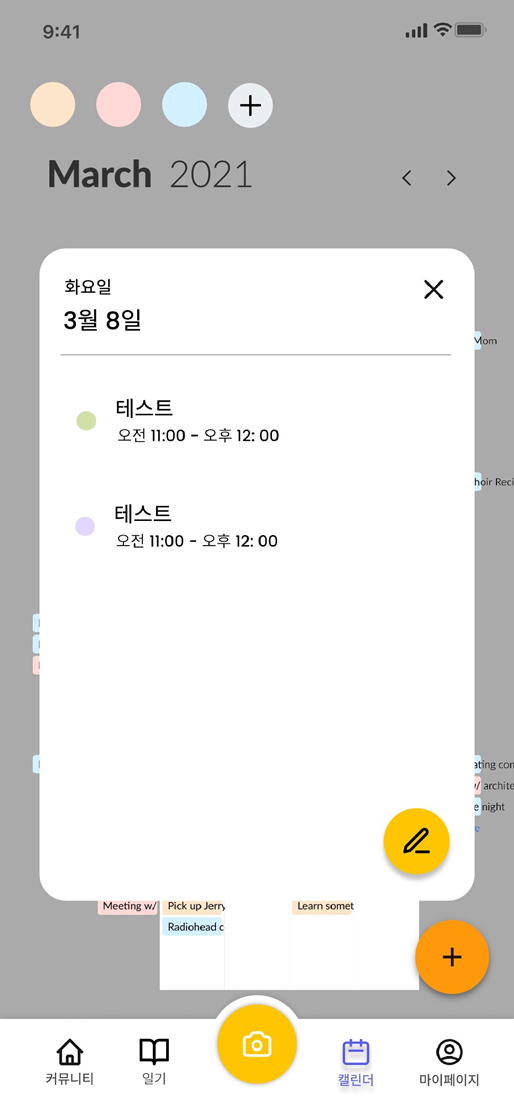 9:41
March 2021
화요일
3월 8일
Mom
테스트
오전 11:00 - 오후 12: 00
hoir Reci
테스트
오전 11:00 - 오후 12: 00
ating con
w/ archite
e night
e
Meeting w/ Pick up Jerry Learn somet
Radiohead c
커뮤니티 일기 캘린더 마이페이지